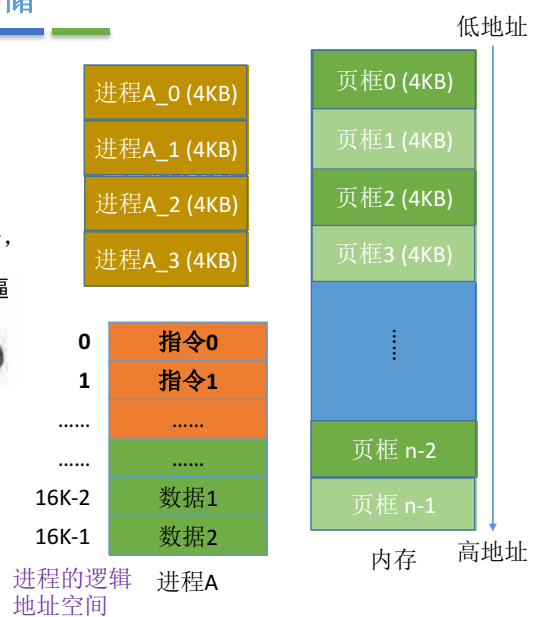 储
低地址
进程A_0 (4KB)
进程A_1 (4KB)
进程A_2 (4KB)
进程A_3 (4KB)
页框0 (4KB)
页框1 (4KB)
页框2 (4KB)
页框3 (4KB)
……
页框 n-2
页框 n-1
内存
高地址
,
0 指令0
1 指令1
…… ……
…… ……
16K-2 数据1
16K-1 数据2
进程的逻辑
地址空间
进程A